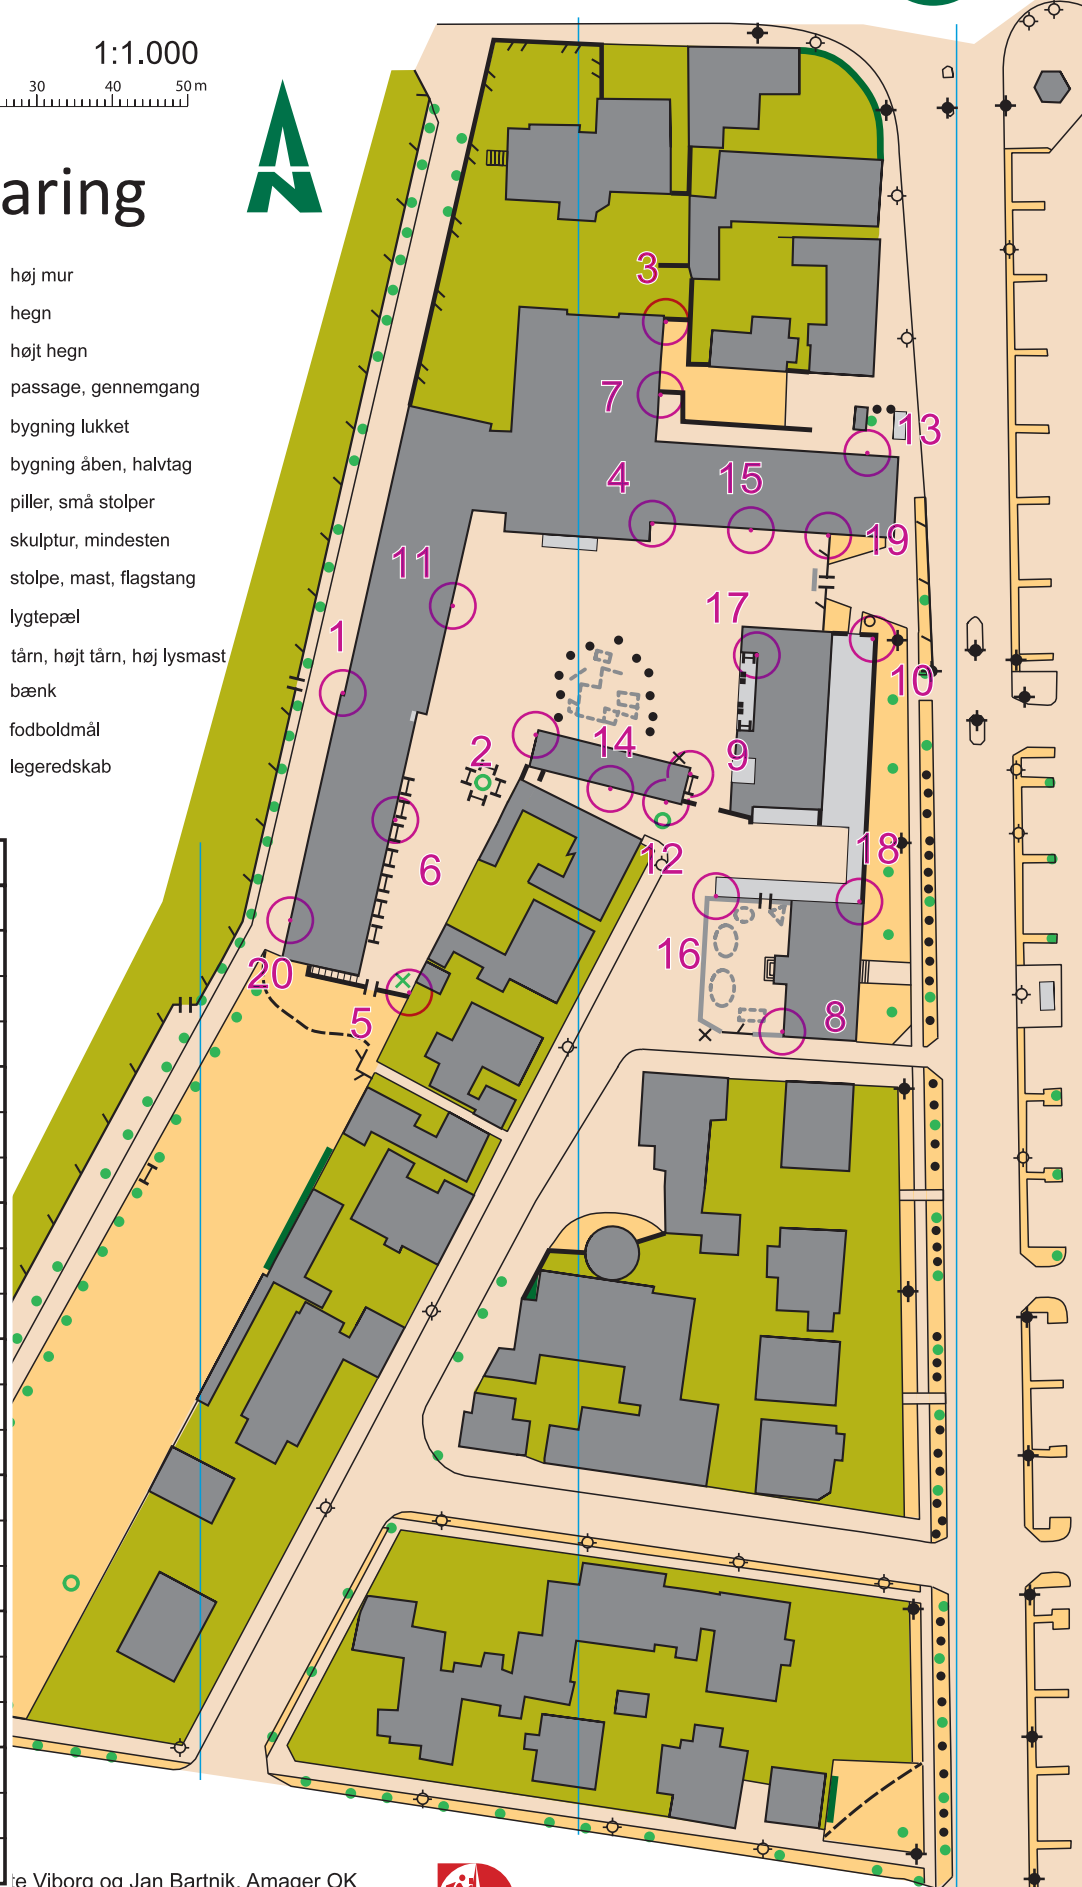 1:1.000
30 40 50 m
aring
høj mur
hegn
højt hegn
passage, gennemgang
bygning lukket
bygning åben, halvtag
piller, små stolper
skulptur, mindesten
stolpe, mast, flagstang
lygtepæl
tårn, højt tårn, høj lysmast
bænk
fodboldmål
legeredskab
N
3
7
13
4
15
19
11
17
1
10
2
14
9
6
12
18
16
20
5
8
te Viborg og Jan Bartnik, Amager OK